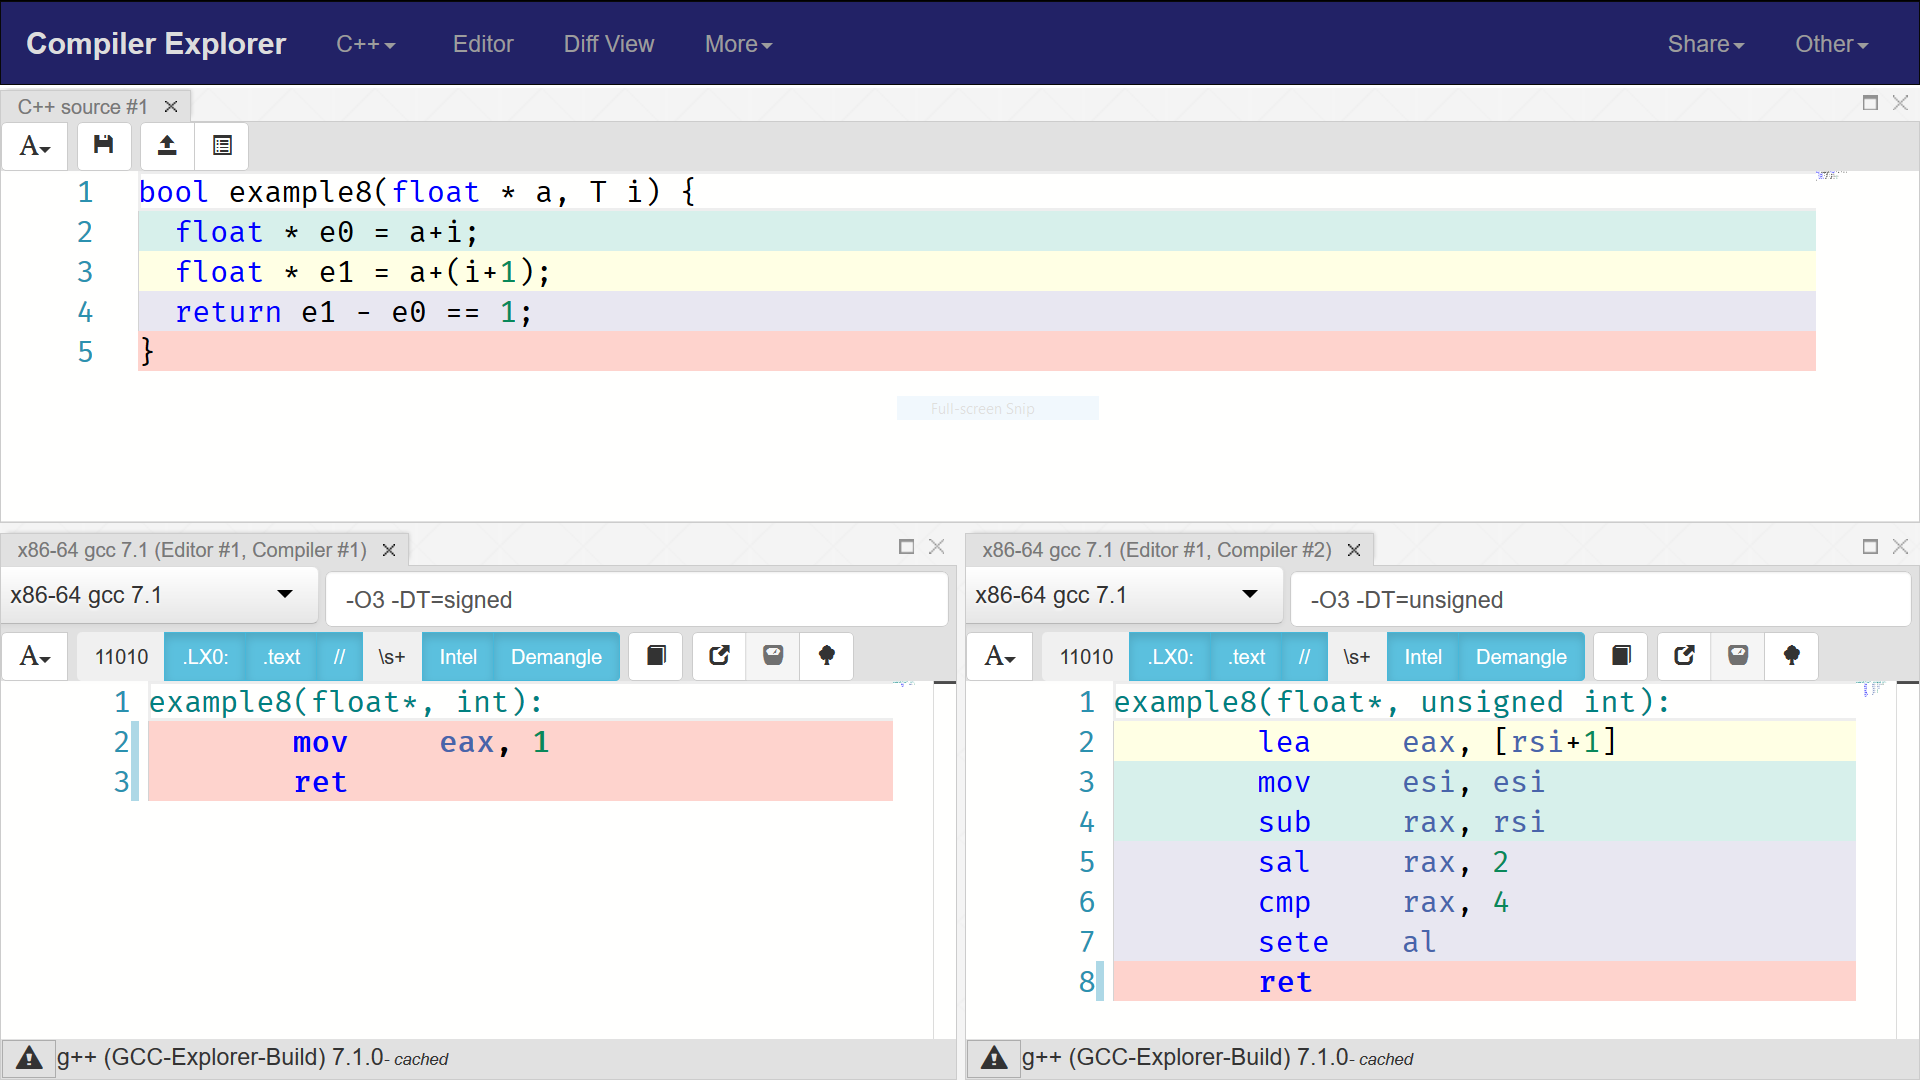 Compiler Explorer C++ Editor Diff View More Share Other
C++ source #1
A
1 bool example8(float * a, T i) {
2   float * e0 = a+i;
3   float * e1 = a+(i+1);
4   return e1 - e0 == 1;
5 }
Full-screen Snip
x86-64 gcc 7.1 (Editor #1, Compiler #1)
x86-64 gcc 7.1 -O3 -DT=signed
A 11010 .LX0: .text // \s+ Intel Demangle
1 example8(float*, int):
2         mov     eax, 1
3         ret
g++ (GCC-Explorer-Build) 7.1.0- cached
x86-64 gcc 7.1 (Editor #1, Compiler #2)
x86-64 gcc 7.1 -O3 -DT=unsigned
A 11010 .LX0: .text // \s+ Intel Demangle
1 example8(float*, unsigned int):
2         lea     eax, [rsi+1]
3         mov     esi, esi
4         sub     rax, rsi
5         sal     rax, 2
6         cmp     rax, 4
7         sete    al
8         ret
g++ (GCC-Explorer-Build) 7.1.0- cached